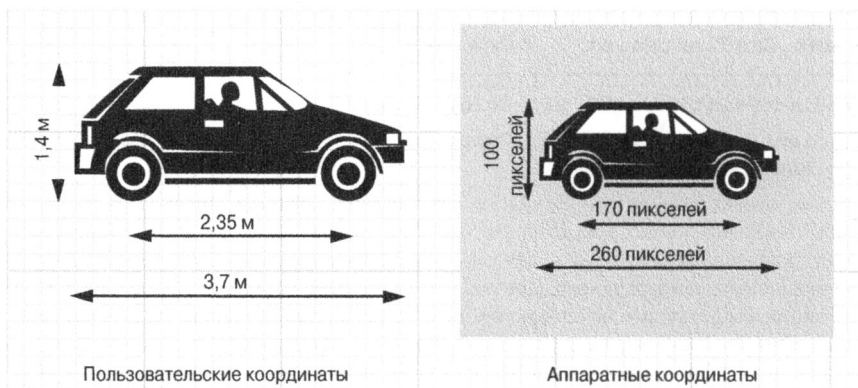 1,4 м
2,35 м
3,7 м
Пользовательские координаты
100
пикселей
170 пикселей
260 пикселей
Аппаратные координаты